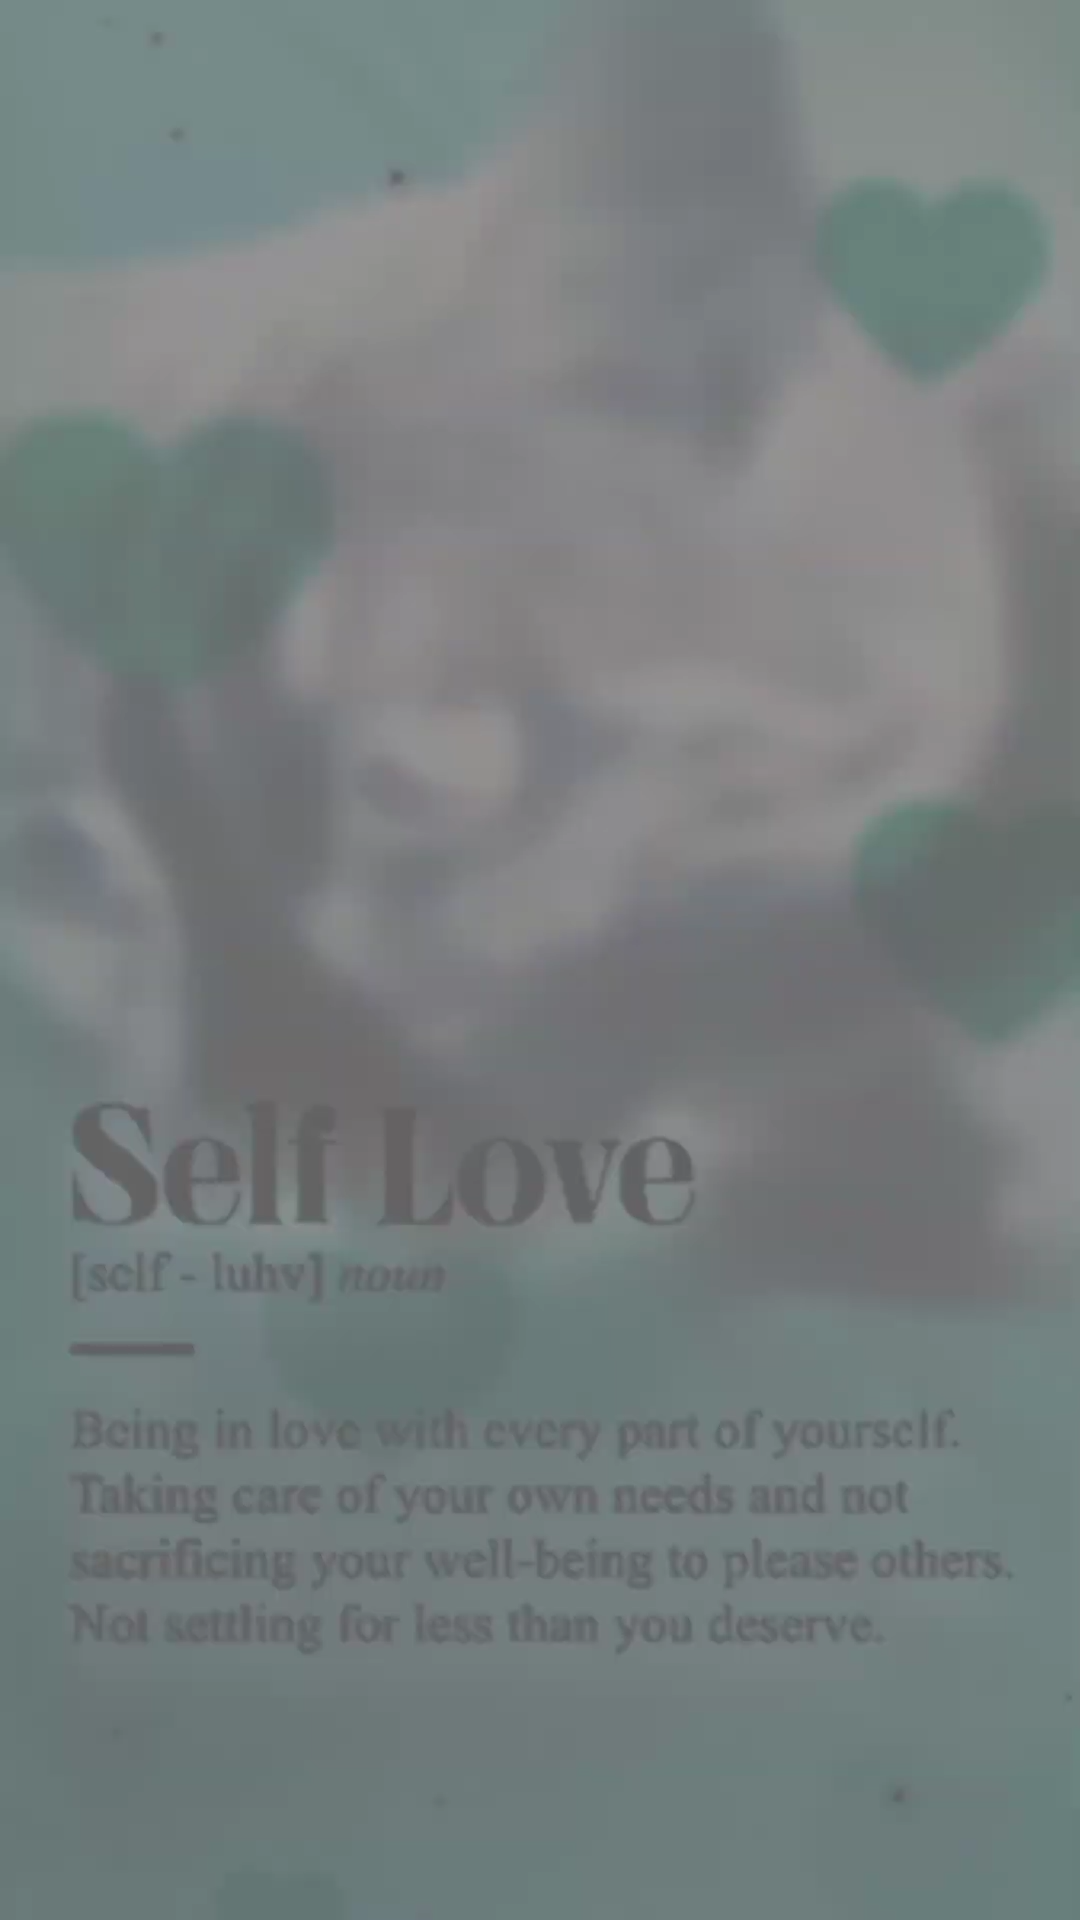 Self Love
[self - luhv] noun
Being in love with every part of yourself.
Taking care of your own needs and not
sacrificing your well-being to please others.
Not settling for less than you deserve.